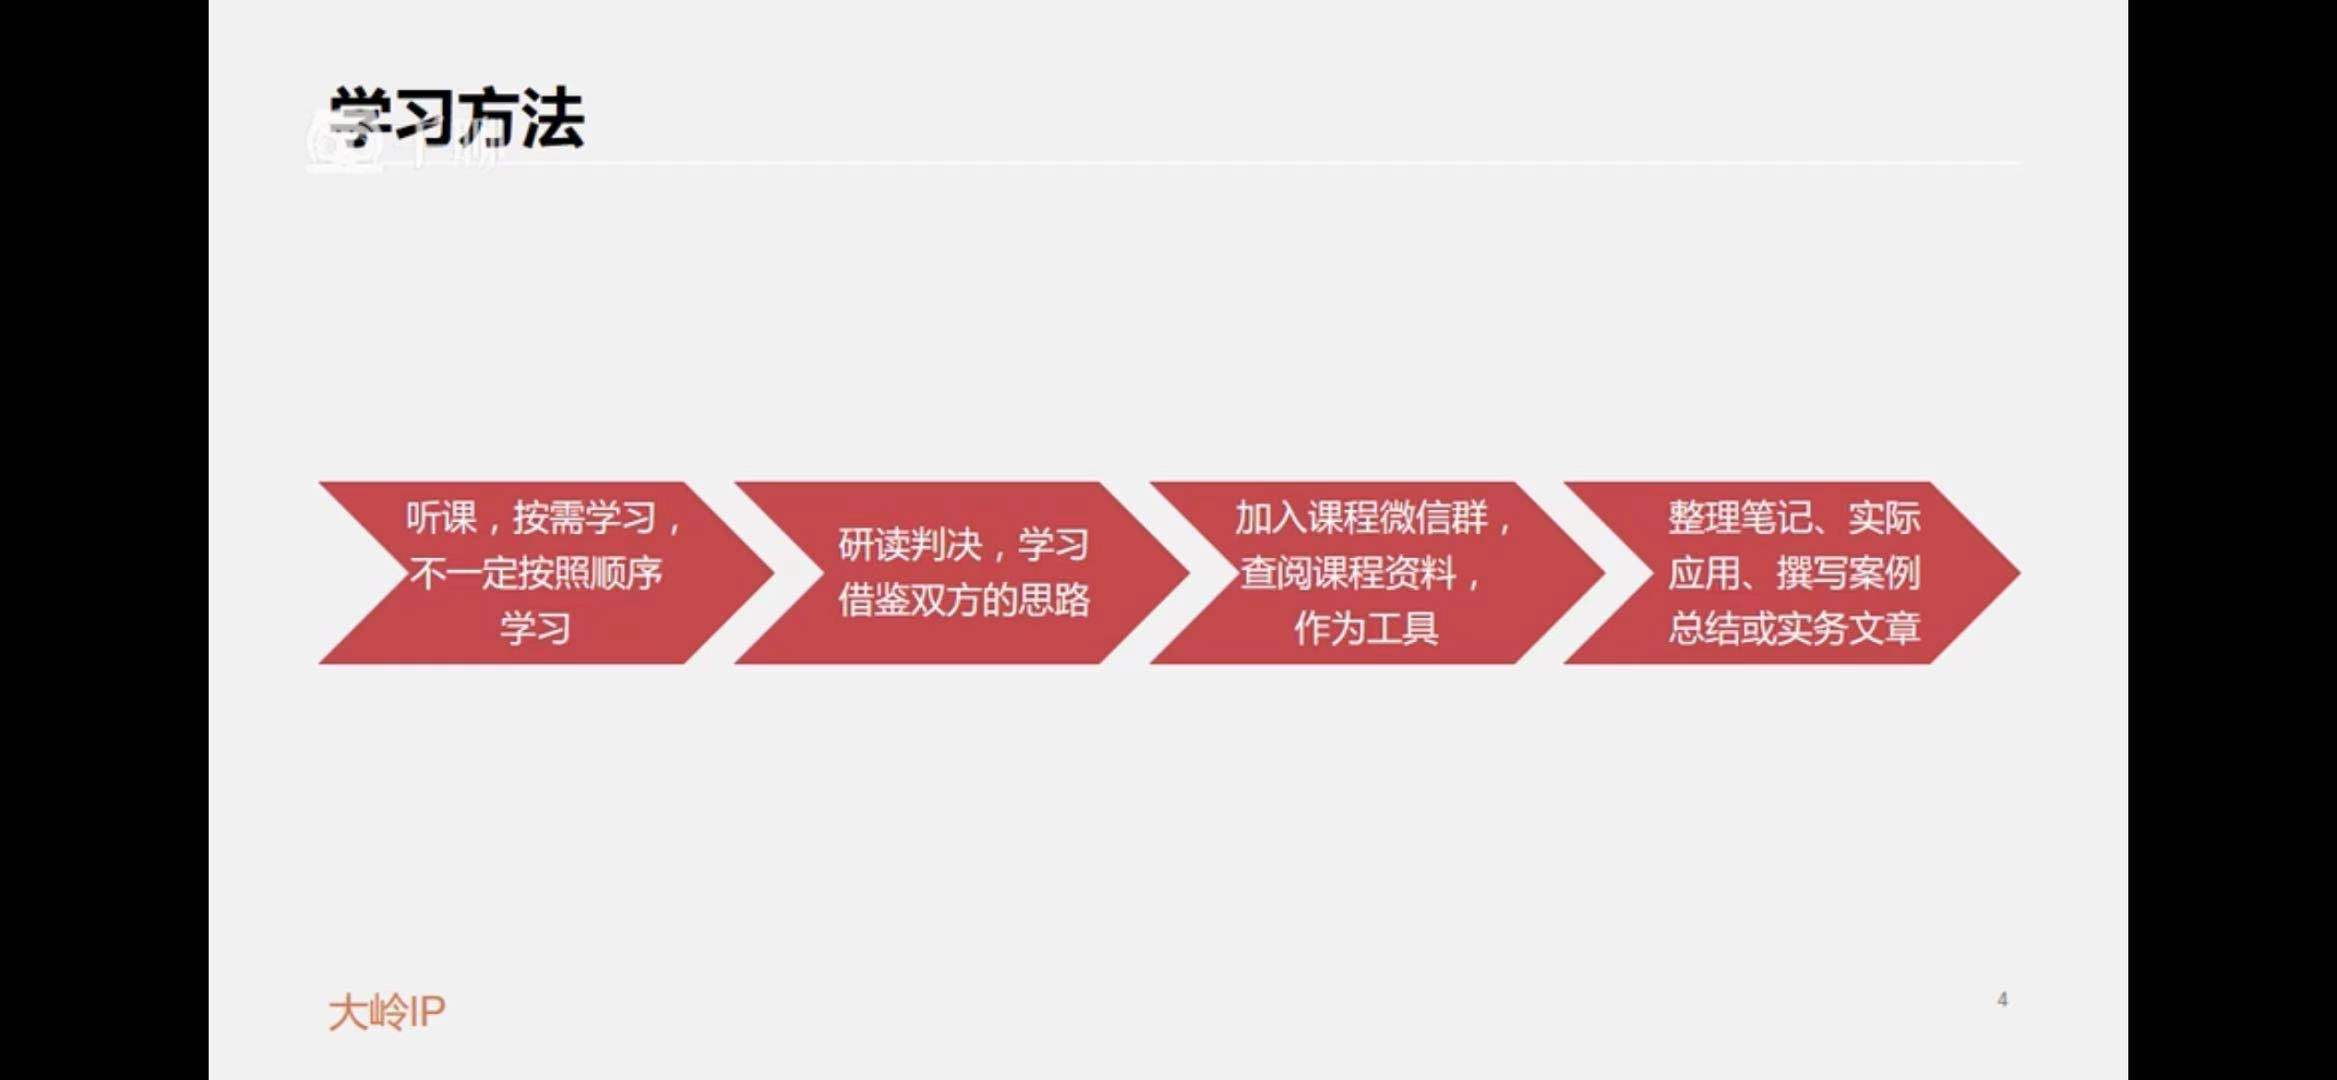 学习方法
千聊
听课，按需学习，
不一定按照顺序
学习
研读判决，学习
借鉴双方的思路
加入课程微信群，
查阅课程资料，
作为工具
整理笔记、实际
应用、撰写案例
总结或实务文章
大岭IP
4